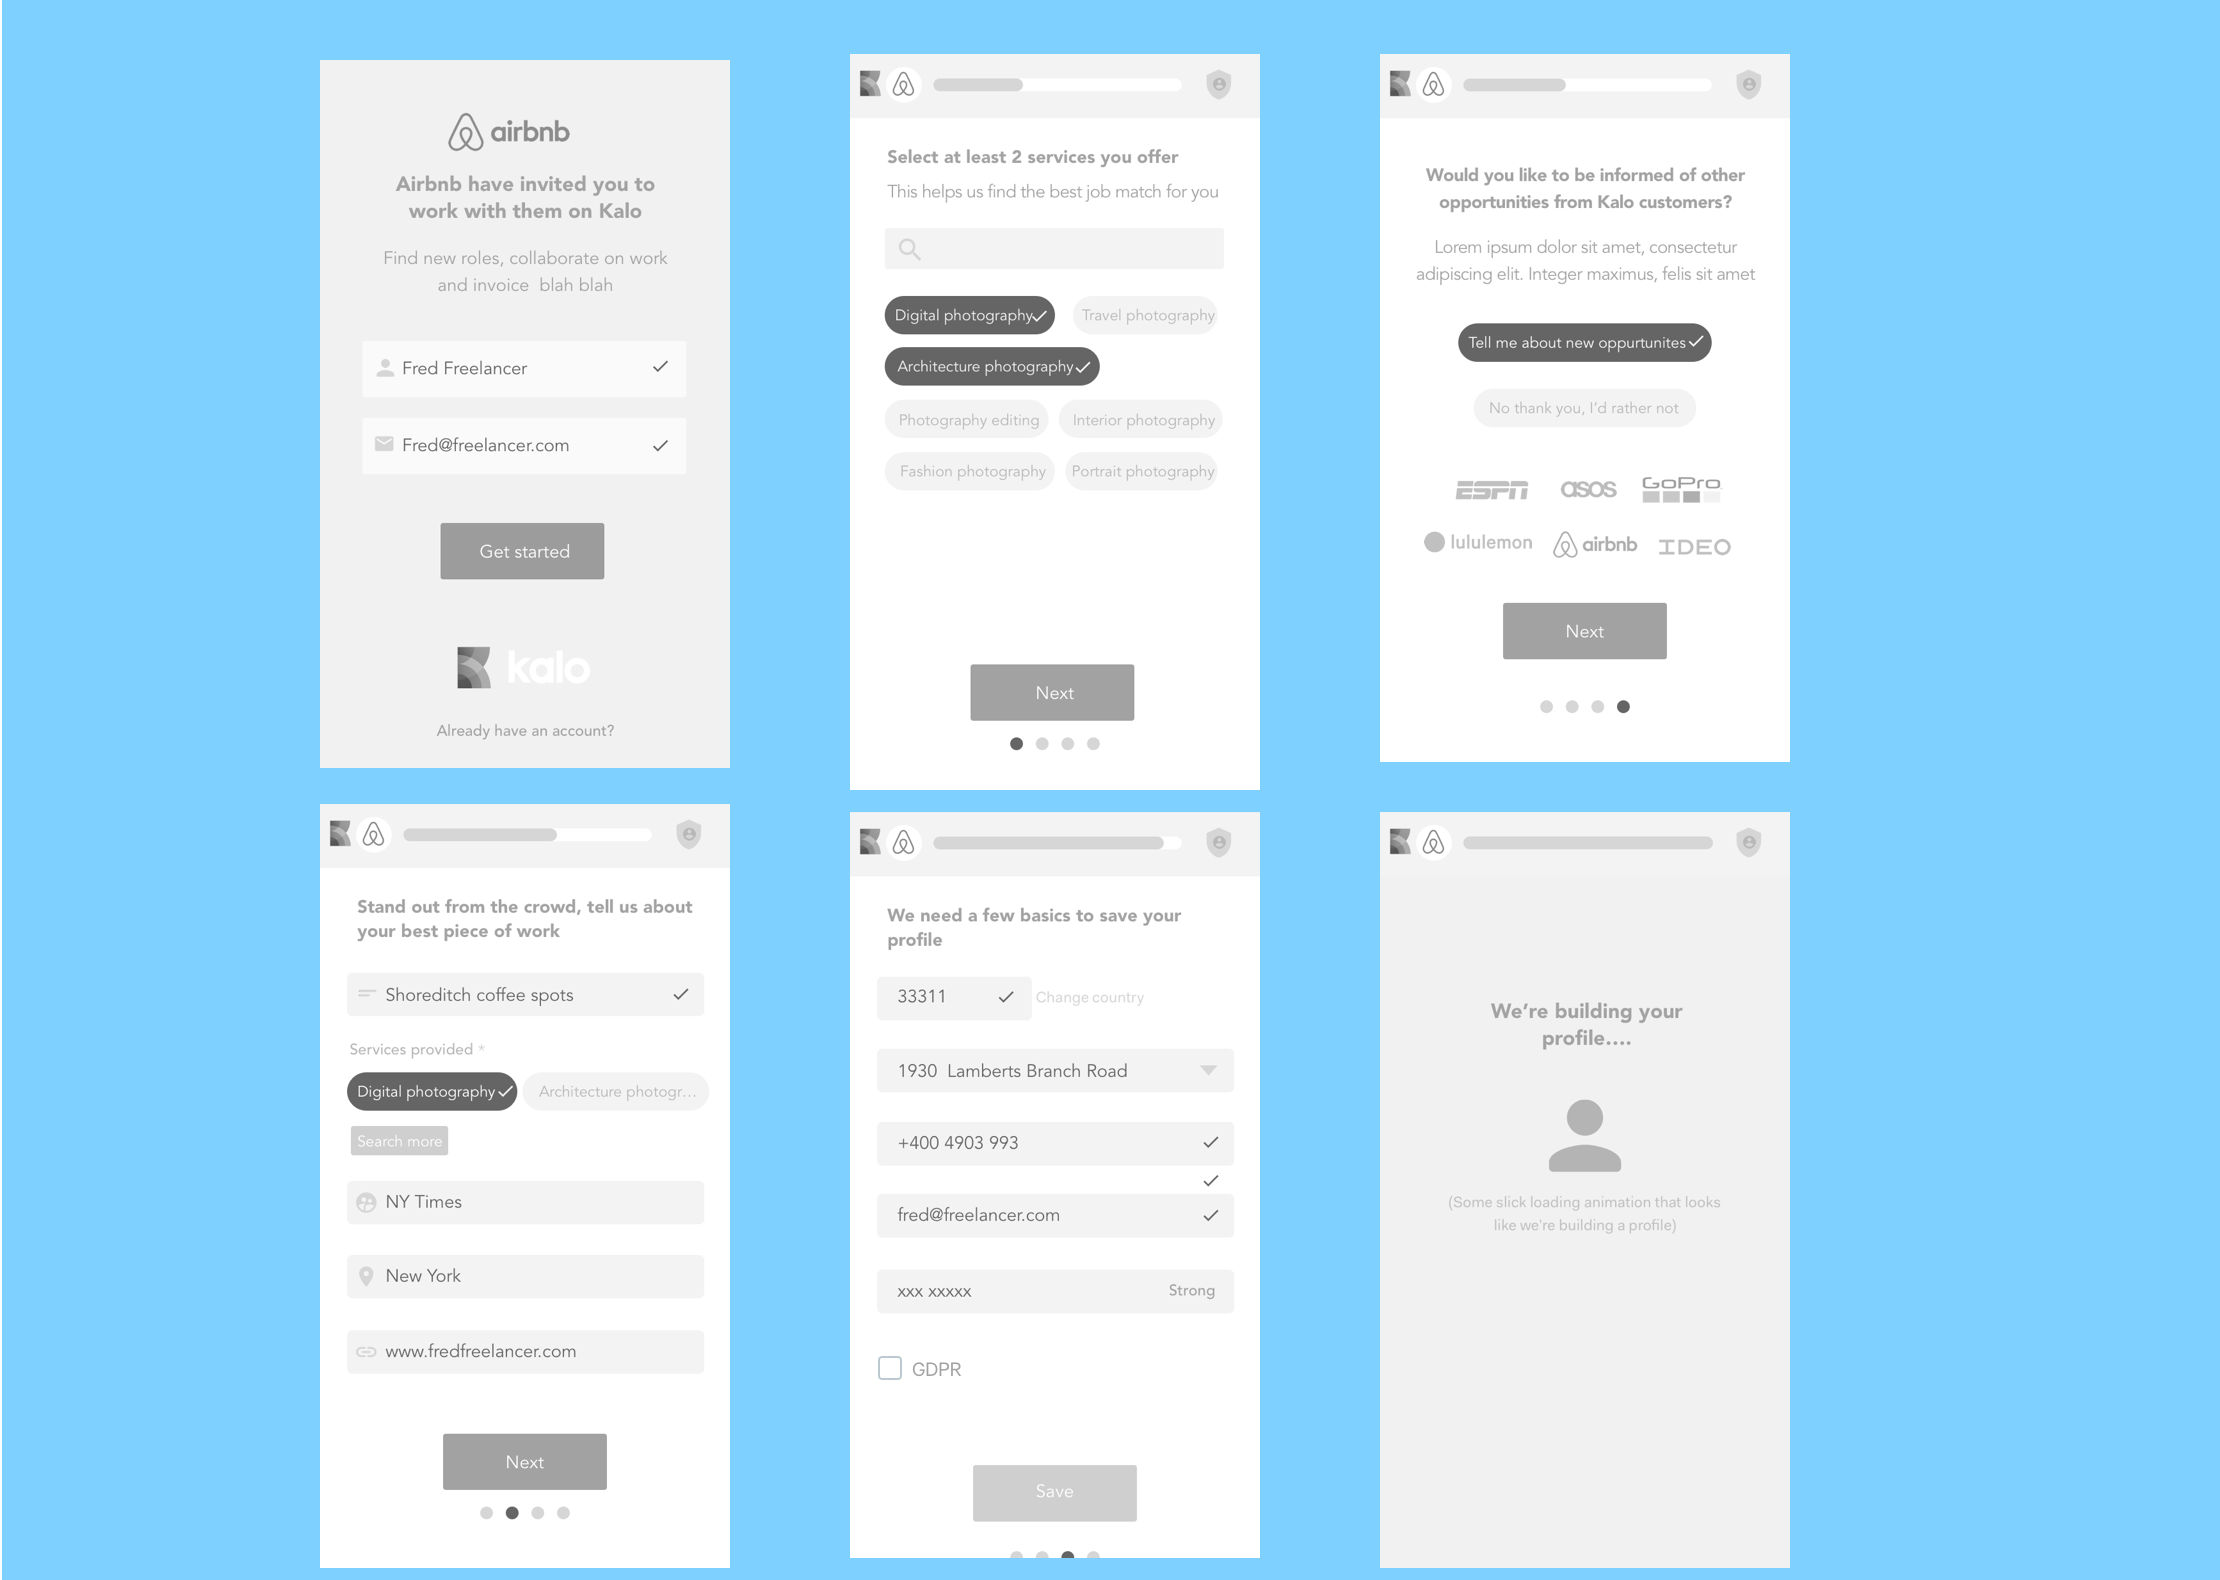 airbnb
Airbnb have invited you to
work with them on Kalo
Find new roles, collaborate on work
and invoice  blah blah
Fred Freelancer
Fred@freelancer.com
Get started
kalo
Already have an account?
Select at least 2 services you offer
This helps us find the best job match for you
Digital photography
Travel photography
Architecture photography
Photography editing
Interior photography
Fashion photography
Portrait photography
Next
Would you like to be informed of other
opportunities from Kalo customers?
Lorem ipsum dolor sit amet, consectetur
adipiscing elit. Integer maximus, felis sit amet
Tell me about new oppurtunites
No thank you, I’d rather not
ESPN
asos
GoPro
lululemon
airbnb
IDEO
Next
Stand out from the crowd, tell us about
your best piece of work
Shoreditch coffee spots
Services provided *
Digital photography
Architecture photogr...
Search more
NY Times
New York
www.fredfreelancer.com
Next
We need a few basics to save your
profile
33311
Change country
1930  Lamberts Branch Road
+400 4903 993
fred@freelancer.com
xxx xxxxx
Strong
GDPR
Save
We’re building your
profile....
(Some slick loading animation that looks
like we're building a profile)